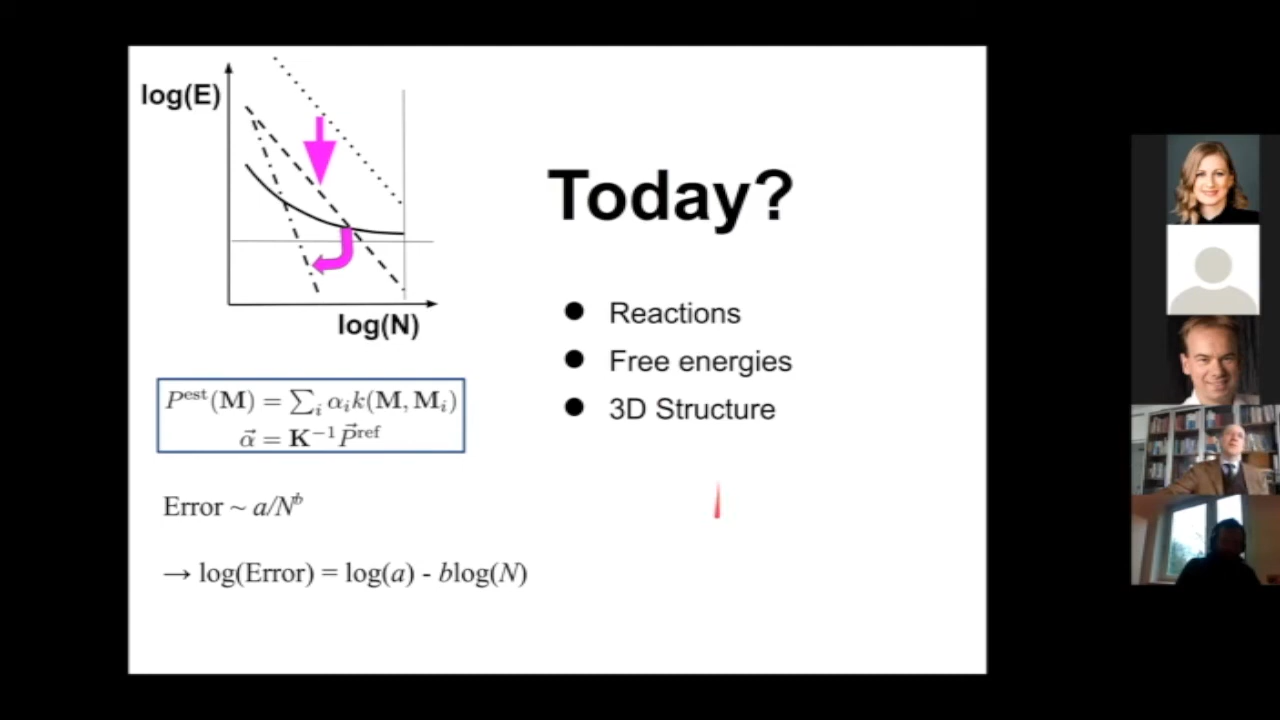 log(E)
log(N)
P^est(M) = ∑_i α_i k(M, M_i)
α⃗ = K^−1 P⃗^ref
Error ~ a/N^b
→ log(Error) = log(a) - blog(N)
Today?
● Reactions
● Free energies
● 3D Structure